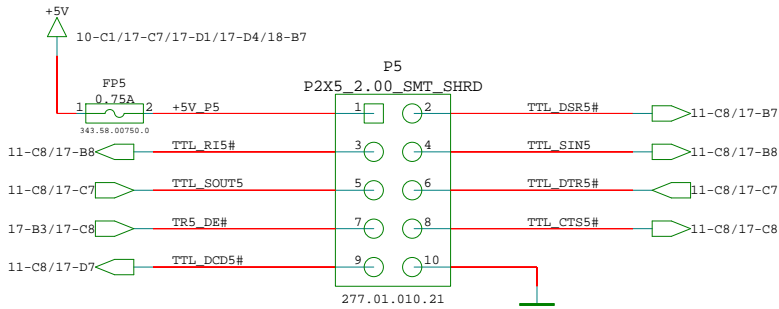 +5V
10-C1/17-C7/17-D1/17-D4/18-B7
P5
P2X5_2.00_SMT_SHRD
FP5
0.75A
1 2 +5V_P5 1 2 TTL_DSR5# 11-C8/17-B7
343.58.00750.0
11-C8/17-B8 TTL_RI5# 3 4 TTL_SIN5 11-C8/17-B8
11-C8/17-C7 TTL_SOUT5 5 6 TTL_DTR5# 11-C8/17-C7
17-B3/17-C8 TR5_DE# 7 8 TTL_CTS5# 11-C8/17-C8
11-C8/17-D7 TTL_DCD5# 9 10
277.01.010.21